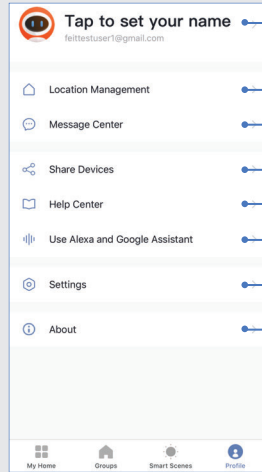 Tap to set your name
feittestuser1@gmail.com
Location Management
Message Center
Share Devices
Help Center
Use Alexa and Google Assistant
Settings
About
My Home Groups Smart Scenes Profile